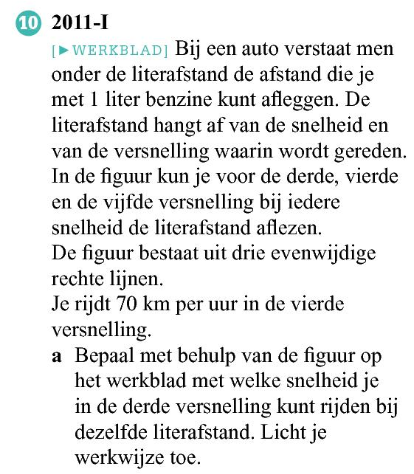 10 2011-I
[►WERKBLAD] Bij een auto verstaat men
onder de literafstand de afstand die je
met 1 liter benzine kunt afleggen. De
literafstand hangt af van de snelheid en
van de versnelling waarin wordt gereden.
In de figuur kun je voor de derde, vierde
en de vijfde versnelling bij iedere
snelheid de literafstand aflezen.
De figuur bestaat uit drie evenwijdige
rechte lijnen.
Je rijdt 70 km per uur in de vierde
versnelling.
a Bepaal met behulp van de figuur op
het werkblad met welke snelheid je
in de derde versnelling kunt rijden bij
dezelfde literafstand. Licht je
werkwijze toe.